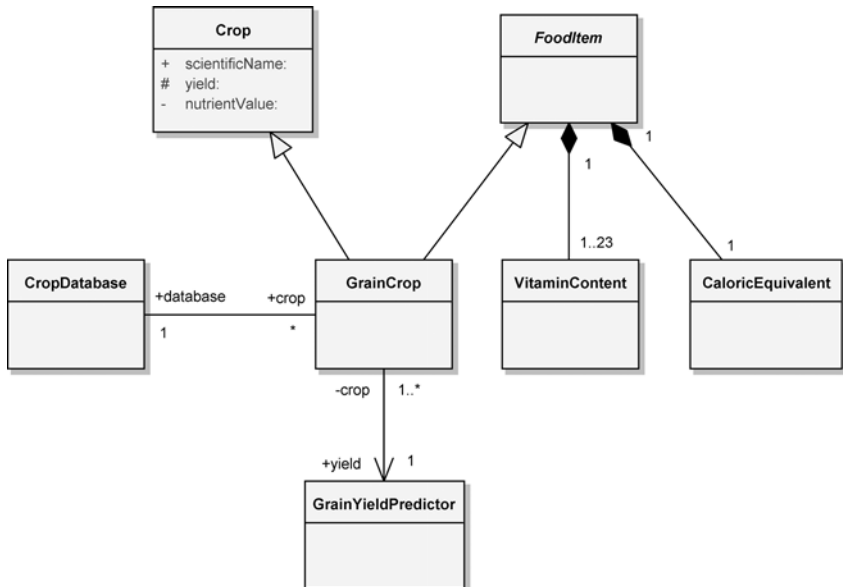 Crop
+ scientificName:
# yield:
- nutrientValue:
FoodItem
1
1
1..23
1
CropDatabase
+database
+crop
1
*
GrainCrop
VitaminContent
CaloricEquivalent
-crop
1..*
+yield
1
GrainYieldPredictor